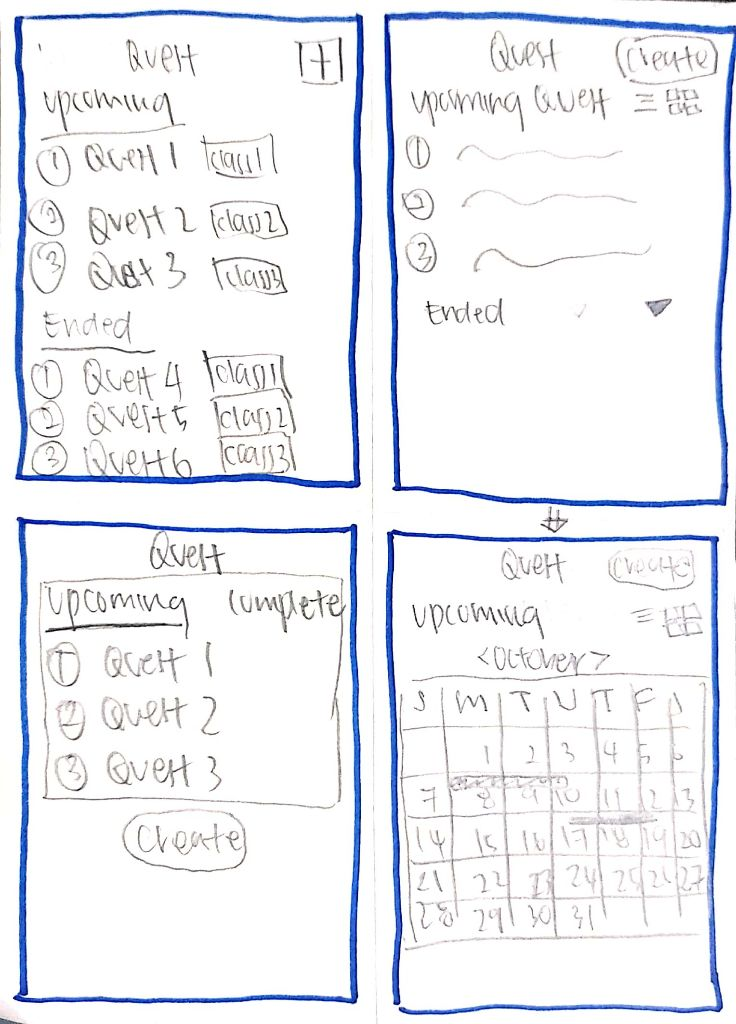 Quest +
Upcoming
1 Quest 1 class1
2 Quest 2 class2
3 Quest 3 class3
Ended
1 Quest 4 class1
2 Quest 5 class2
3 Quest 6 class3
Quest Create
Upcoming Quest
1
2
3
Ended
Quest
Upcoming Complete
1 Quest 1
2 Quest 2
3 Quest 3
Create
Quest Create
Upcoming
<October>
S M T W T F S
1 2 3 4 5 6
7 8 9 10 11 12 13
14 15 16 17 18 19 20
21 22 23 24 25 26 27
28 29 30 31